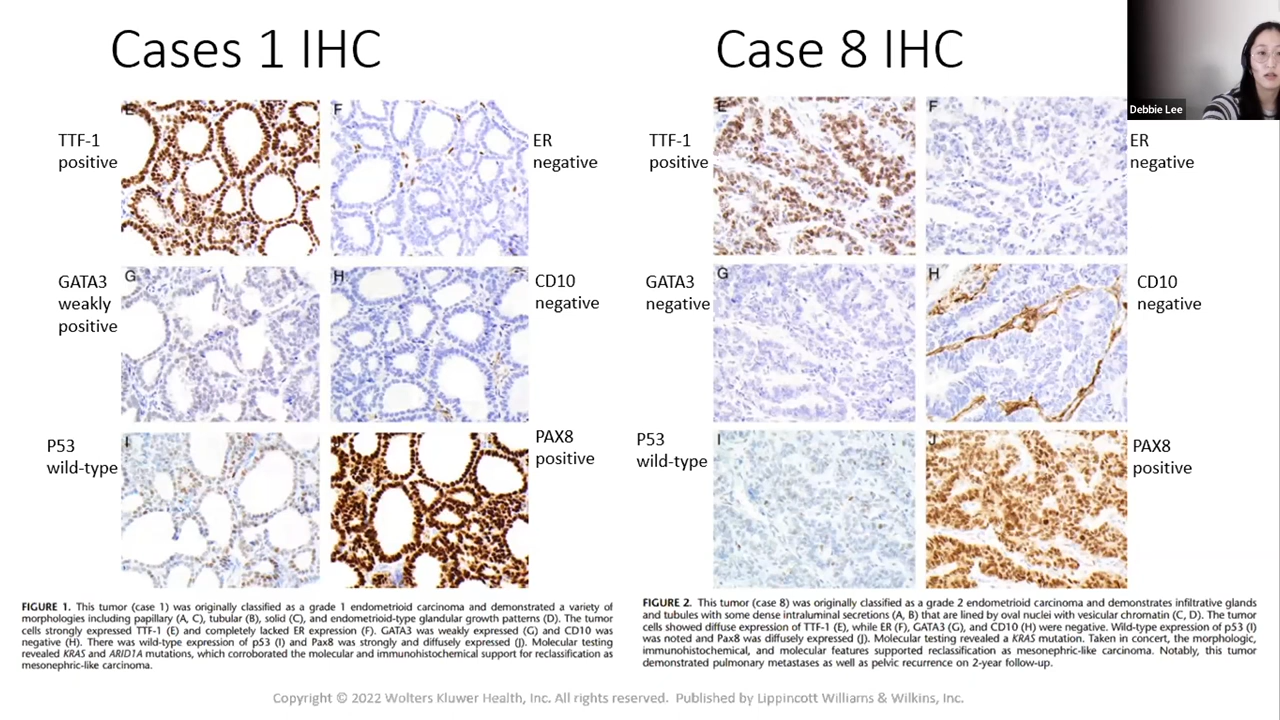 Cases 1 IHC
Case 8 IHC
Debbie Lee
TTF-1
positive
E
F
ER
negative
GATA3
weakly
positive
G
H
CD10
negative
P53
wild-type
I
PAX8
positive
TTF-1
positive
E
F
ER
negative
GATA3
negative
G
H
CD10
negative
P53
wild-type
I
J
PAX8
positive
FIGURE 1. This tumor (case 1) was originally classified as a grade 1 endometrioid carcinoma and demonstrated a variety of
morphologies including papillary (A, C), tubular (B), solid (C), and endometrioid-type glandular growth patterns (D). The tumor
cells strongly expressed TTF-1 (E) and completely lacked ER expression (F). GATA3 was weakly expressed (G) and CD10 was
negative (H). There was wild-type expression of p53 (I) and Pax8 was strongly and diffusely expressed (J). Molecular testing
revealed KRAS and ARID1A mutations, which corroborated the molecular and immunohistochemical support for reclassification as
mesonephric-like carcinoma.
FIGURE 2. This tumor (case 8) was originally classified as a grade 2 endometrioid carcinoma and demonstrates infiltrative glands
and tubules with some dense intraluminal secretions (A, B) that are lined by oval nuclei with vesicular chromatin (C, D). The tumor
cells showed diffuse expression of TTF-1 (E), while ER (F), GATA3 (G), and CD10 (H) were negative. Wild-type expression of p53 (I)
was noted and Pax8 was diffusely expressed (J). Molecular testing revealed a KRAS mutation. Taken in concert, the morphologic,
immunohistochemical, and molecular features supported reclassification as mesonephric-like carcinoma. Notably, this tumor
demonstrated pulmonary metastases as well as pelvic recurrence on 2-year follow-up.
Copyright © 2022 Wolters Kluwer Health, Inc. All rights reserved. Published by Lippincott Williams & Wilkins, Inc.